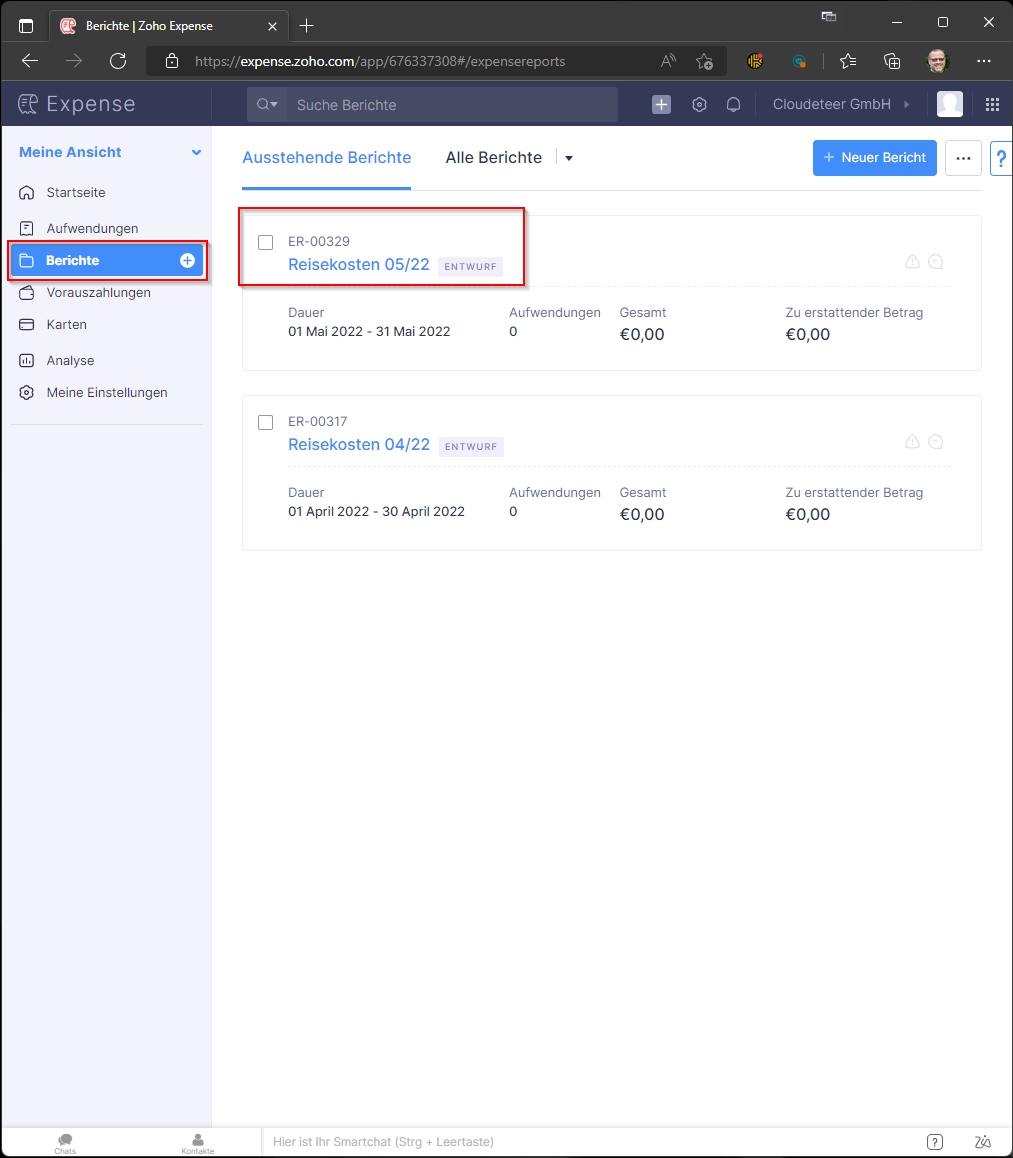 Berichte | Zoho Expense
https://expense.zoho.com/app/676337308#/expensereports
Expense
Suche Berichte
Cloudeteer GmbH
Meine Ansicht
Startseite
Aufwendungen
Berichte
Vorauszahlungen
Karten
Analyse
Meine Einstellungen
Ausstehende Berichte
Alle Berichte
+ Neuer Bericht
...
?
ER-00329
Reisekosten 05/22 ENTWURF
Dauer
01 Mai 2022 - 31 Mai 2022
Aufwendungen
0
Gesamt
€0,00
Zu erstattender Betrag
€0,00
ER-00317
Reisekosten 04/22 ENTWURF
Dauer
01 April 2022 - 30 April 2022
Aufwendungen
0
Gesamt
€0,00
Zu erstattender Betrag
€0,00
Chats
Kontakte
Hier ist Ihr Smartchat (Strg + Leertaste)
?